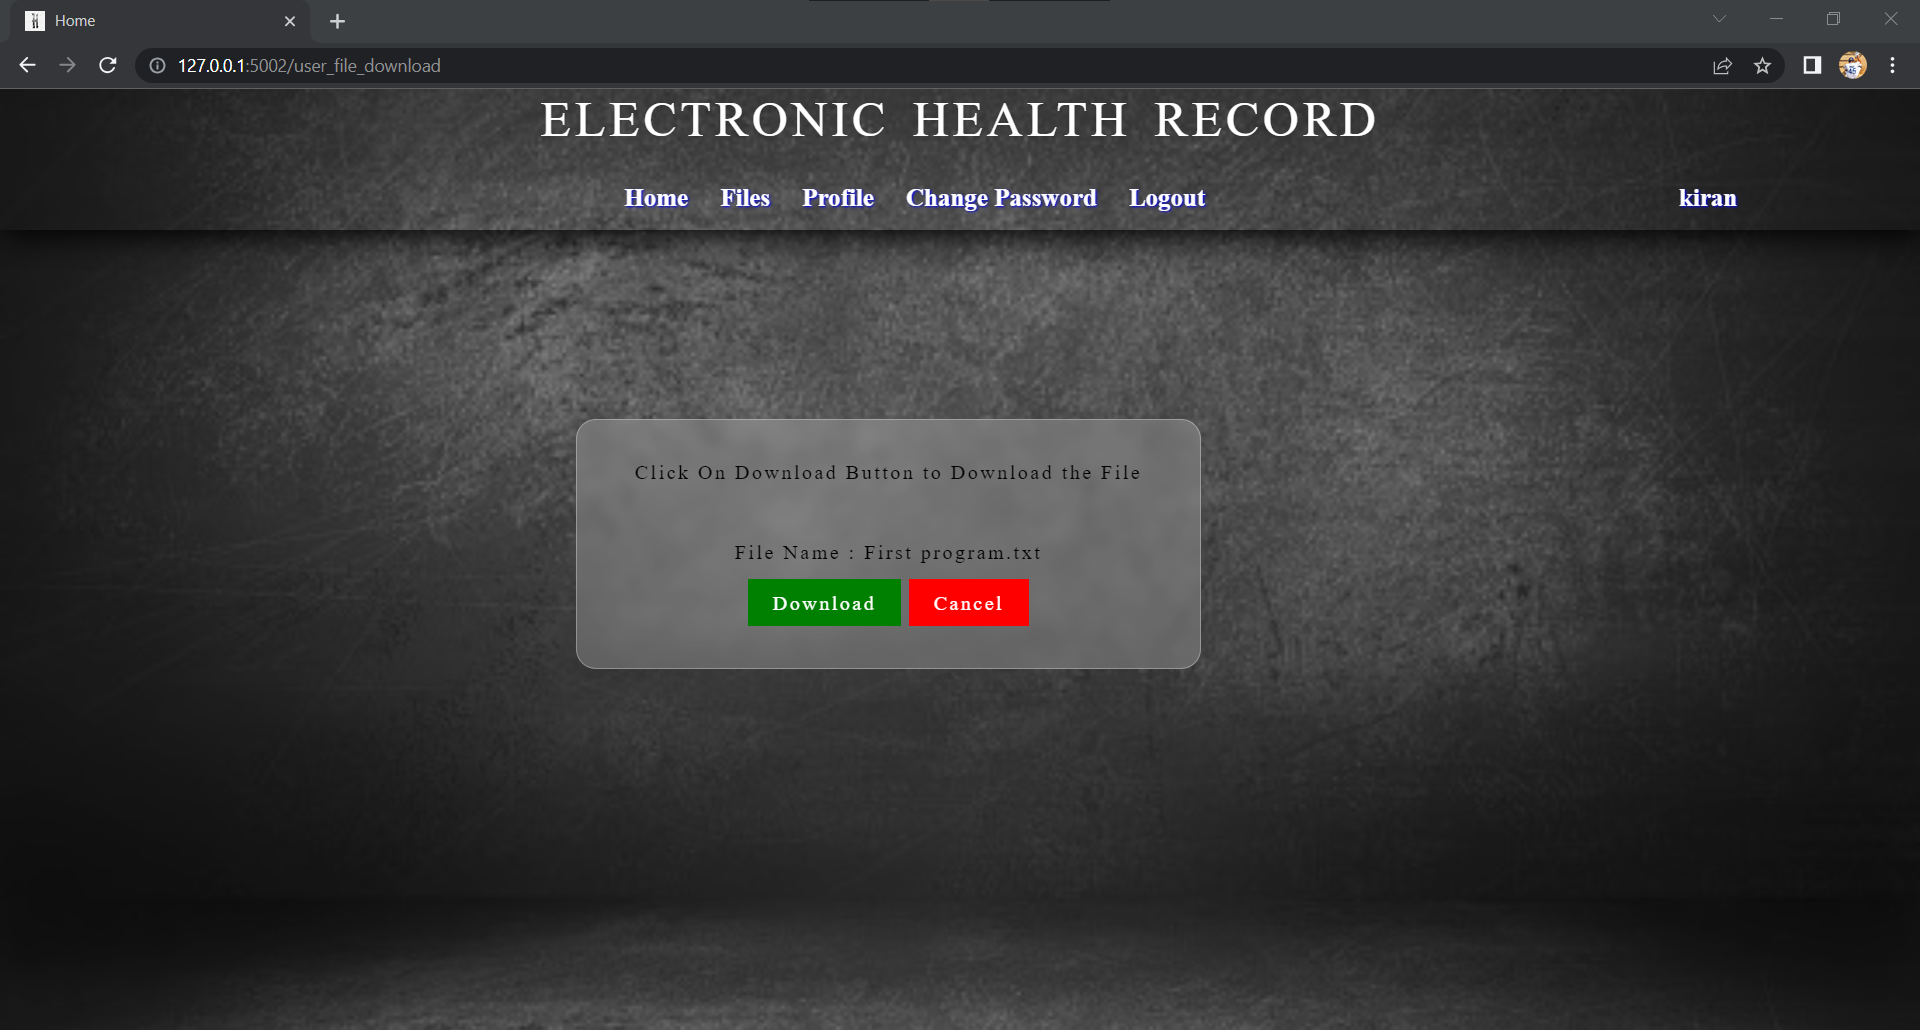 Home
127.0.0.1:5002/user_file_download
ELECTRONIC HEALTH RECORD
Home Files Profile Change Password Logout kiran
Click On Download Button to Download the File
File Name : First program.txt
Download Cancel